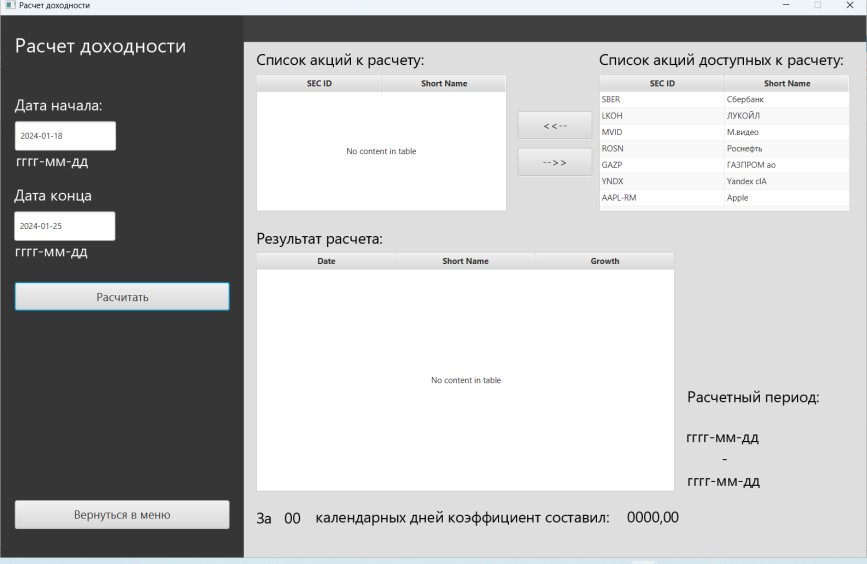 Расчет доходности
Расчет доходности
Дата начала:
2024-01-18
гггг-мм-дд
Дата конца
2024-01-25
гггг-мм-дд
Расчитать
Вернуться в меню
Список акций к расчету:
SEC ID Short Name
No content in table
<<--
-->>
Список акций доступных к расчету:
SEC ID Short Name
SBER Сбербанк
LKOH ЛУКОЙЛ
MVID М.видео
ROSN Роснефть
GAZP ГАЗПРОМ ао
YNDX Yandex clA
AAPL-RM Apple
Результат расчета:
Date Short Name Growth
No content in table
Расчетный период:
гггг-мм-дд
-
гггг-мм-дд
За 00 календарных дней коэффициент составил: 0000,00